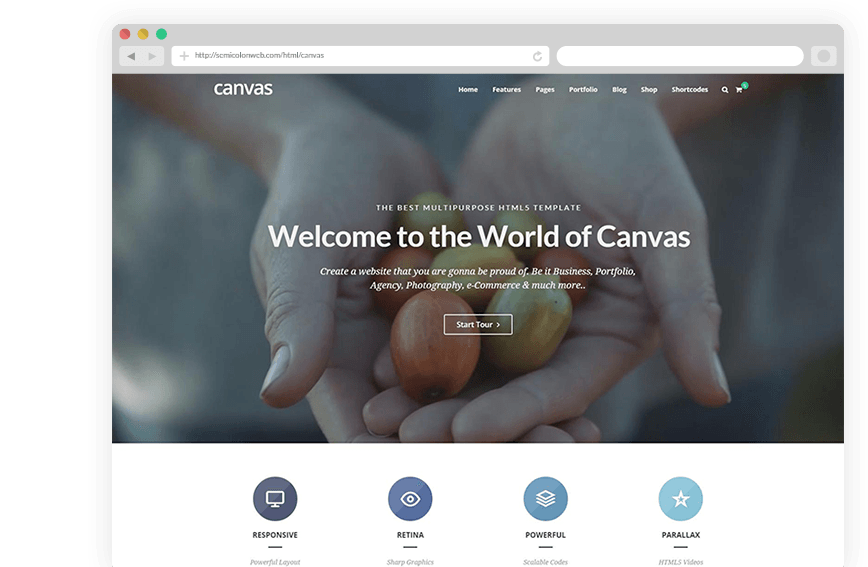 http://semicolonweb.com/html/canvas
canvas
Home Features Pages Portfolio Blog Shop Shortcodes
THE BEST MULTIPURPOSE HTML5 TEMPLATE
Welcome to the World of Canvas
Create a website that you are gonna be proud of. Be it Business, Portfolio,
Agency, Photography, e-Commerce & much more..
Start Tour >
RESPONSIVE RETINA POWERFUL PARALLAX
Powerful Layout Sharp Graphics Scalable Codes HTML5 Videos